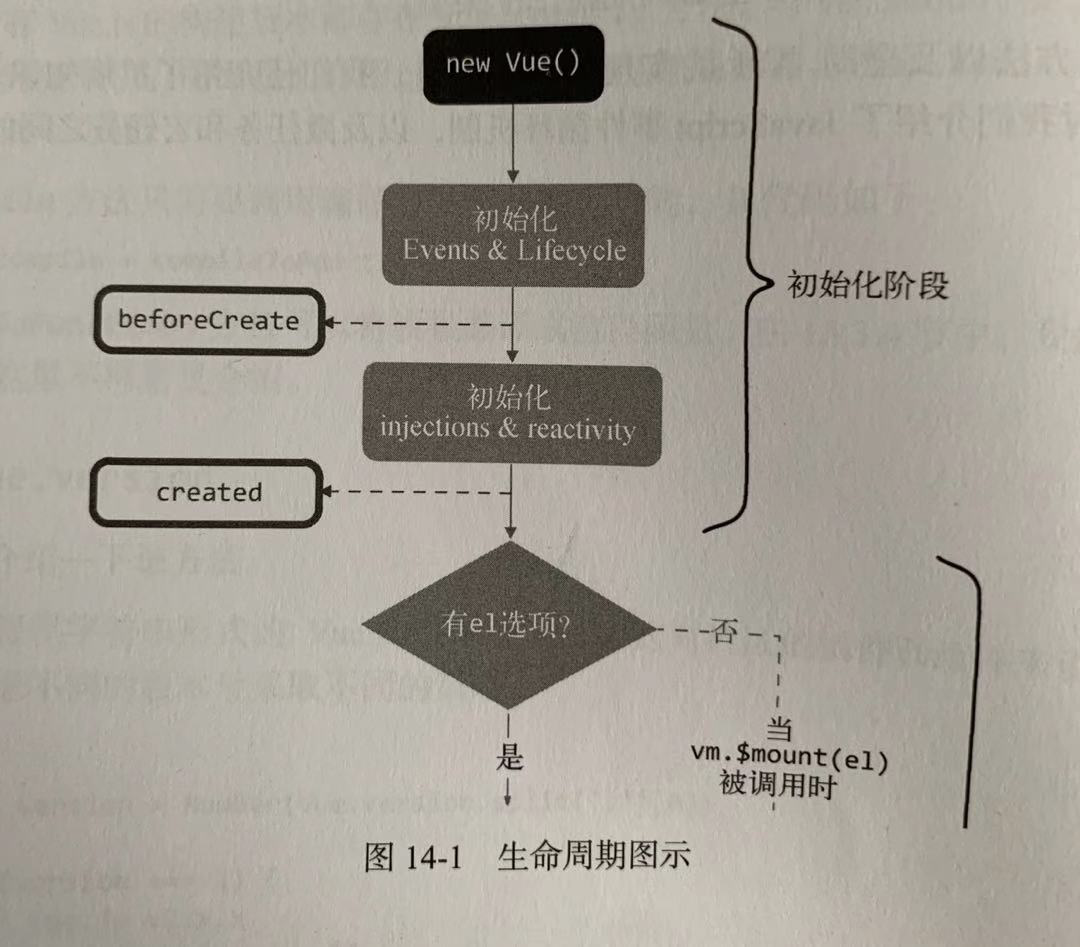 new Vue()
初始化
Events & Lifecycle
初始化阶段
beforeCreate
初始化
injections & reactivity
created
有el选项?
否
是
当
vm.$mount(el)
被调用时
图 14-1 生命周期图示